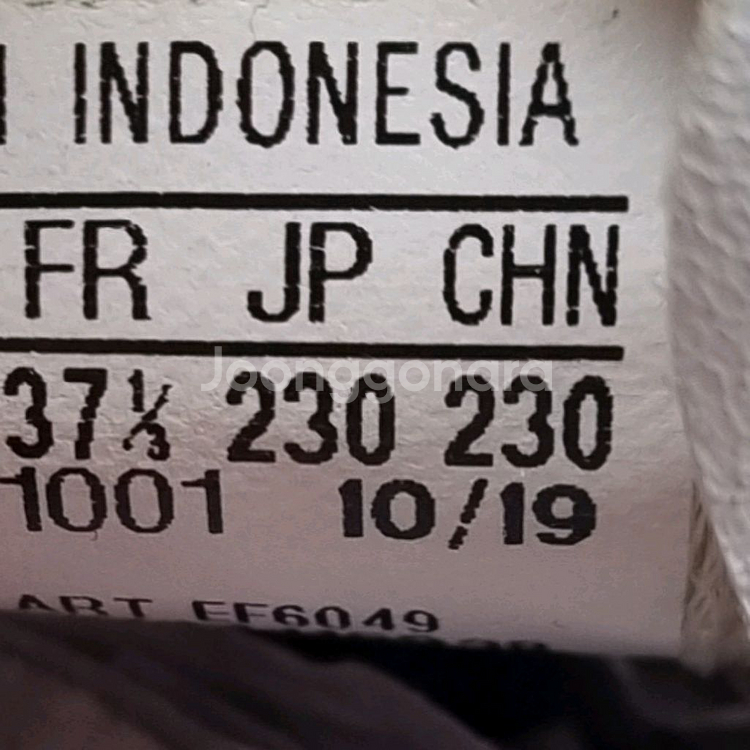 INDONESIA
FR JP CHN
Joonggonara
37⅓ 230 230
1001 10/19
ART EF6049